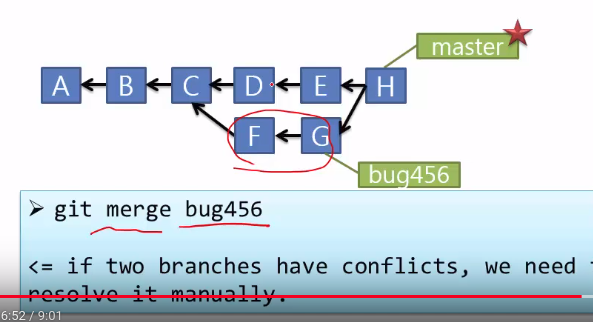 master
A B C D E H
F G
bug456
➢ git merge bug456
<= if two branches have conflicts, we need
resolve it manually.
6:52 / 9:01